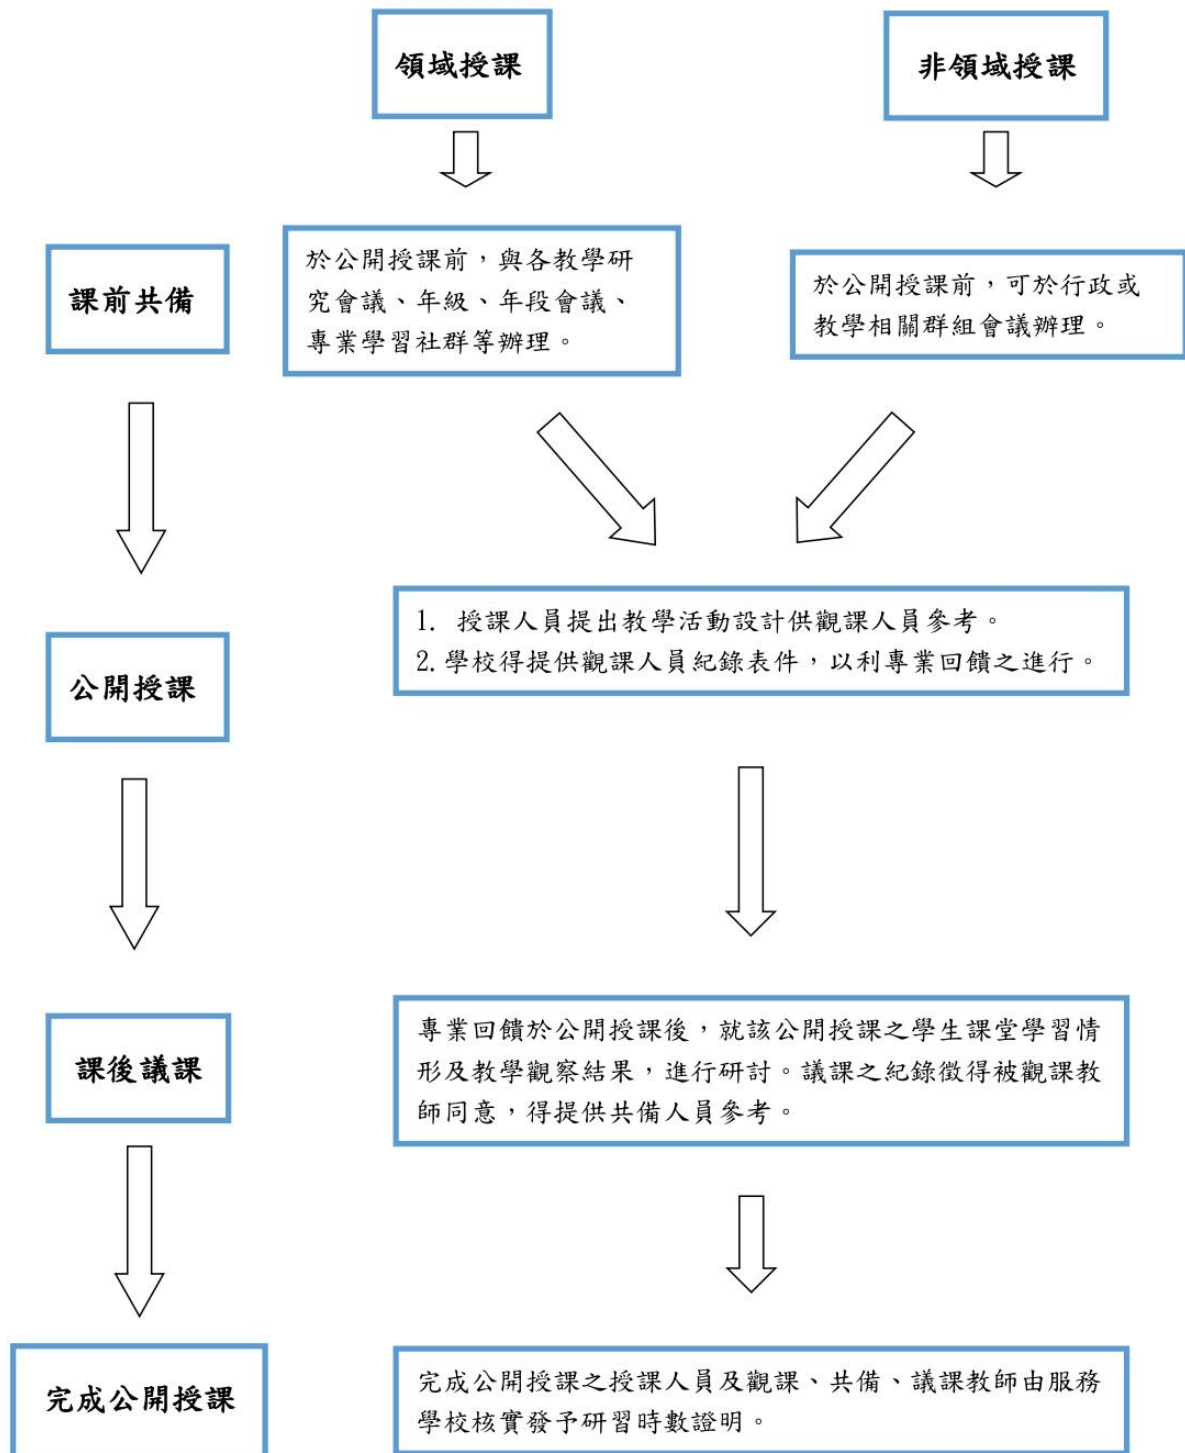 領域授課
非領域授課
課前共備
於公開授課前，與各教學研
究會議、年級、年段會議、
專業學習社群等辦理。
於公開授課前，可於行政或
教學相關群組會議辦理。
公開授課
1. 授課人員提出教學活動設計供觀課人員參考。
2.學校得提供觀課人員紀錄表件，以利專業回饋之進行。
課後議課
專業回饋於公開授課後，就該公開授課之學生課堂學習情
形及教學觀察結果，進行研討。議課之紀錄徵得被觀課教
師同意，得提供共備人員參考。
完成公開授課
完成公開授課之授課人員及觀課、共備、議課教師由服務
學校核實發予研習時數證明。